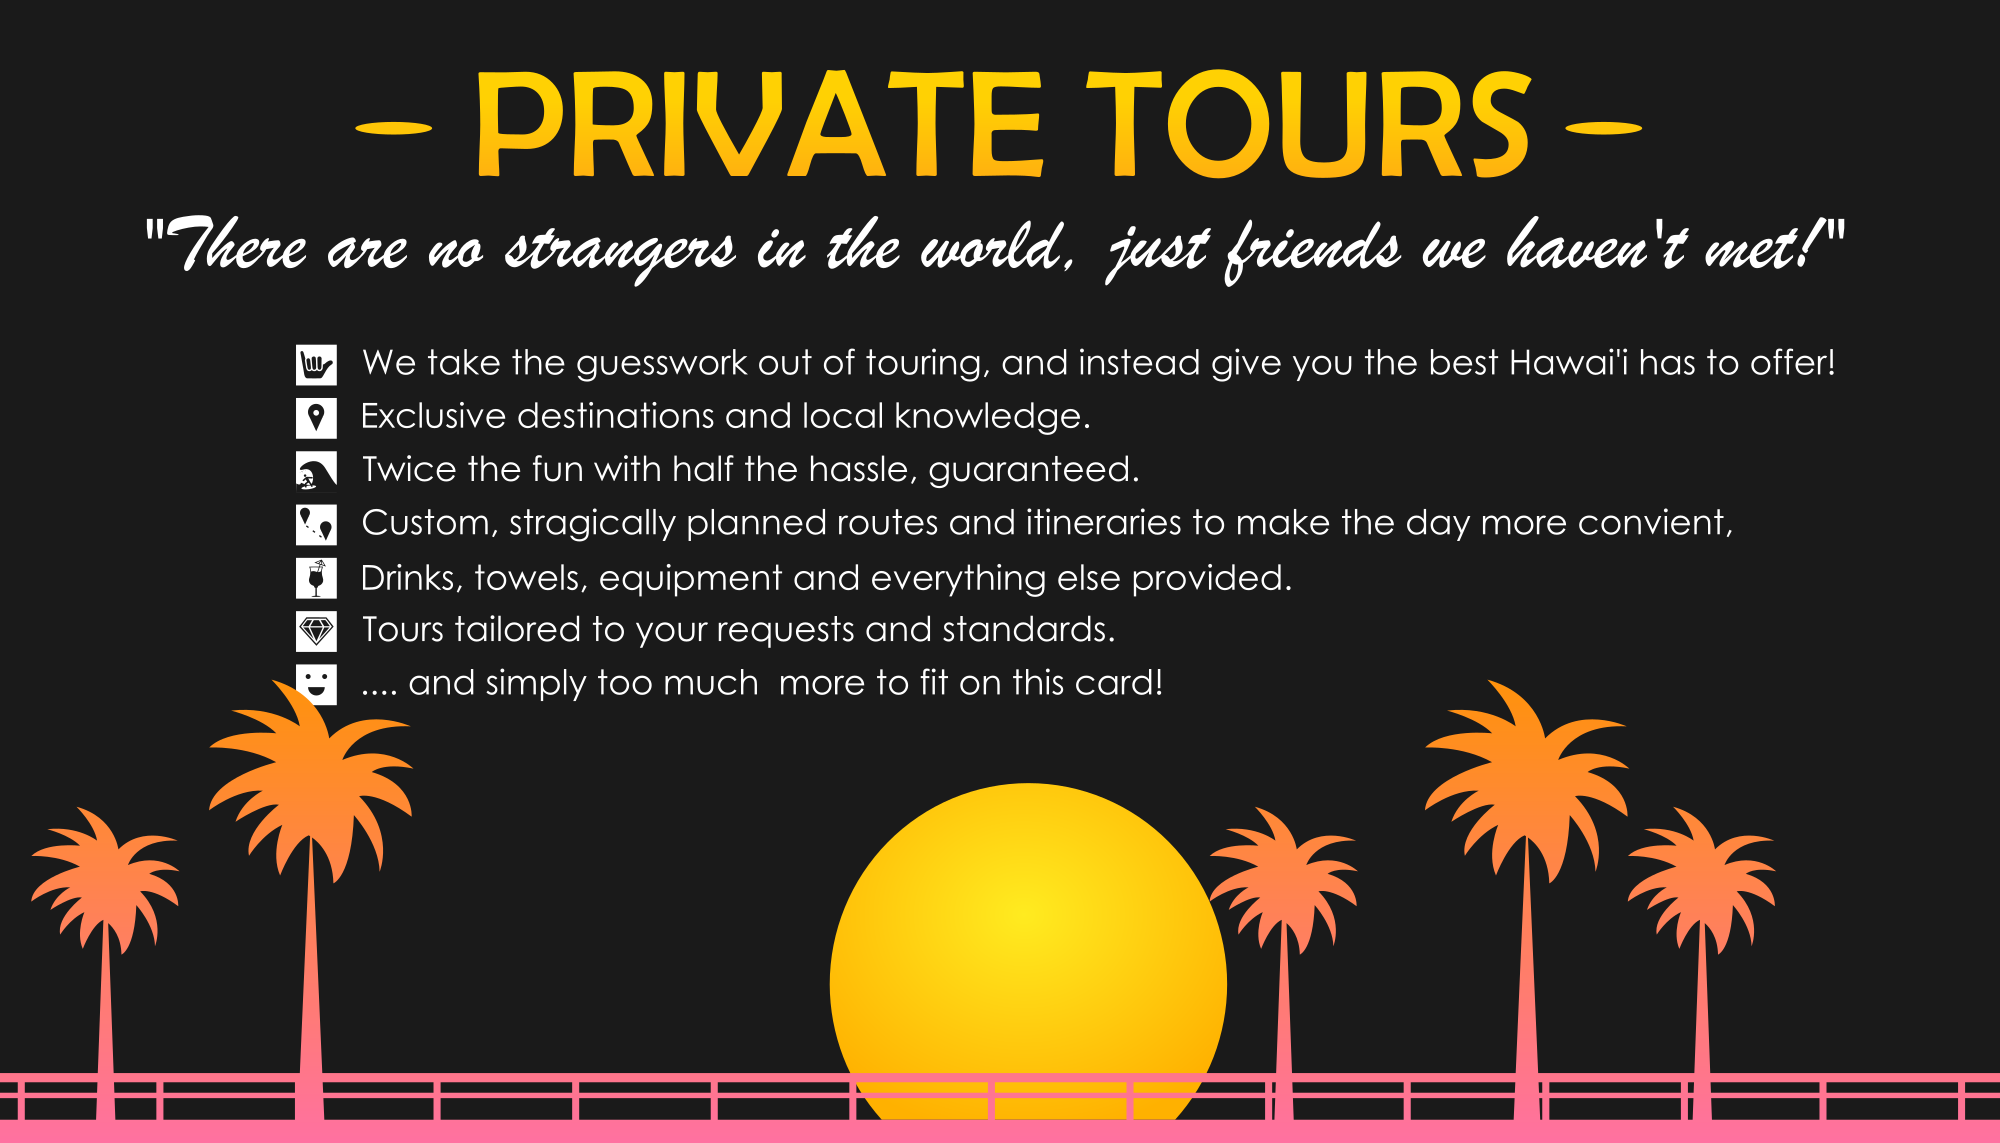 PRIVATE TOURS
"There are no strangers in the world, just friends we haven't met!"
We take the guesswork out of touring, and instead give you the best Hawai'i has to offer!
Exclusive destinations and local knowledge.
Twice the fun with half the hassle, guaranteed.
Custom, stragically planned routes and itineraries to make the day more convient,
Drinks, towels, equipment and everything else provided.
Tours tailored to your requests and standards.
.... and simply too much  more to fit on this card!